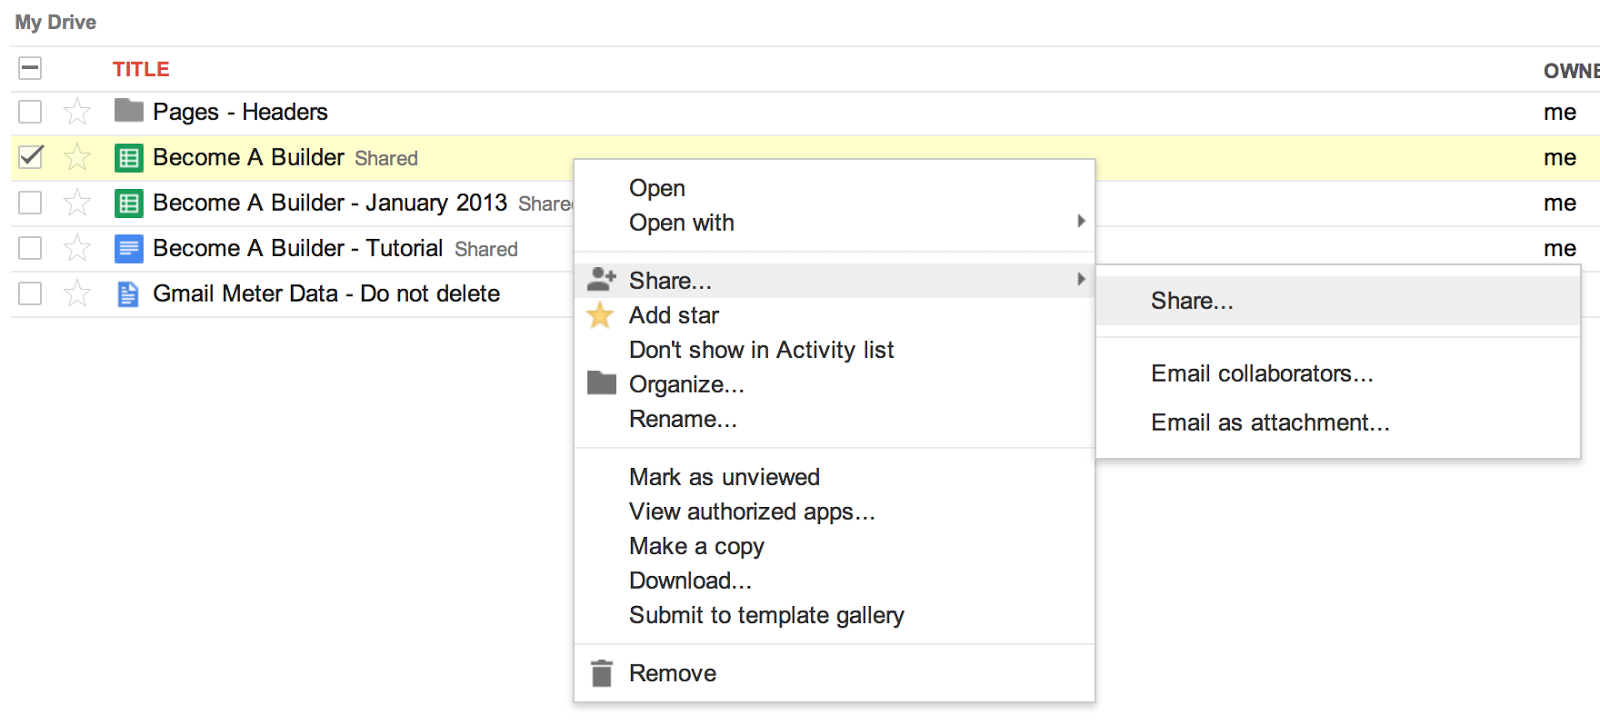 My Drive
TITLE OWNE
Pages - Headers me
Become A Builder Shared me
Become A Builder - January 2013 Share me
Become A Builder - Tutorial Shared me
Gmail Meter Data - Do not delete
Open
Open with
Share...
Add star
Don't show in Activity list
Organize...
Rename...
Mark as unviewed
View authorized apps...
Make a copy
Download...
Submit to template gallery
Remove
Share...
Email collaborators...
Email as attachment...